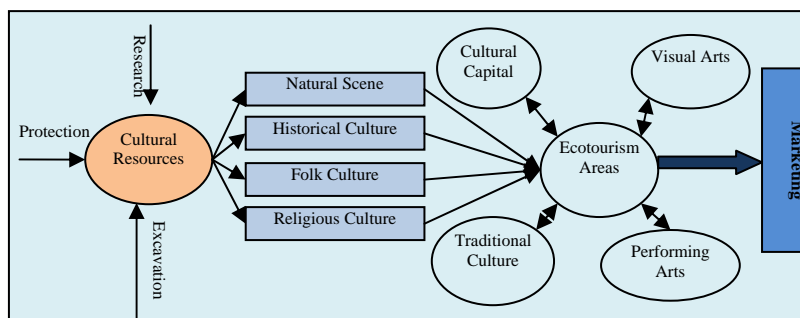 Research
Protection
Cultural
Resources
Excavation
Natural Scene
Historical Culture
Folk Culture
Religious Culture
Cultural
Capital
Visual Arts
Ecotourism
Areas
Traditional
Culture
Performing
Arts
Marketing